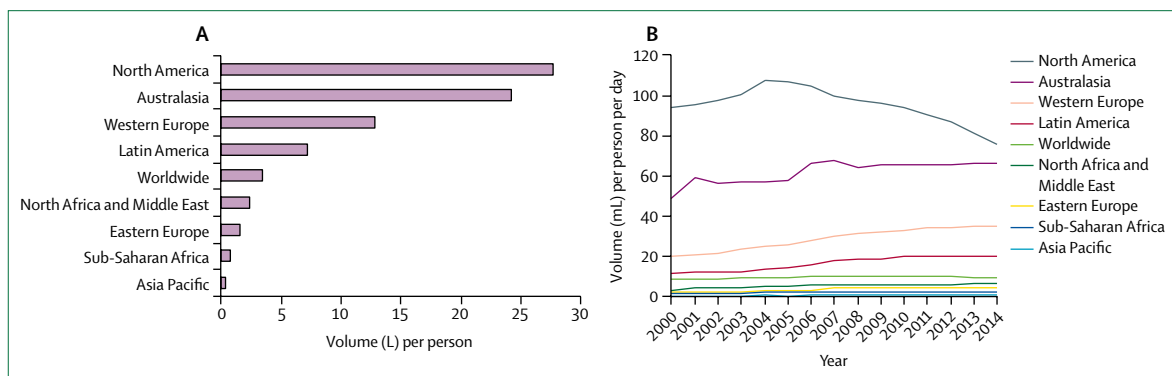 A
North America
Australasia
Western Europe
Latin America
Worldwide
North Africa and Middle East
Eastern Europe
Sub-Saharan Africa
Asia Pacific
0 5 10 15 20 25 30
Volume (L) per person
B
Volume (mL) per person per day
120
100
80
60
40
20
0
2000 2001 2002 2003 2004 2005 2006 2007 2008 2009 2010 2011 2012 2013 2014
Year
North America
Australasia
Western Europe
Latin America
Worldwide
North Africa and
Middle East
Eastern Europe
Sub-Saharan Africa
Asia Pacific